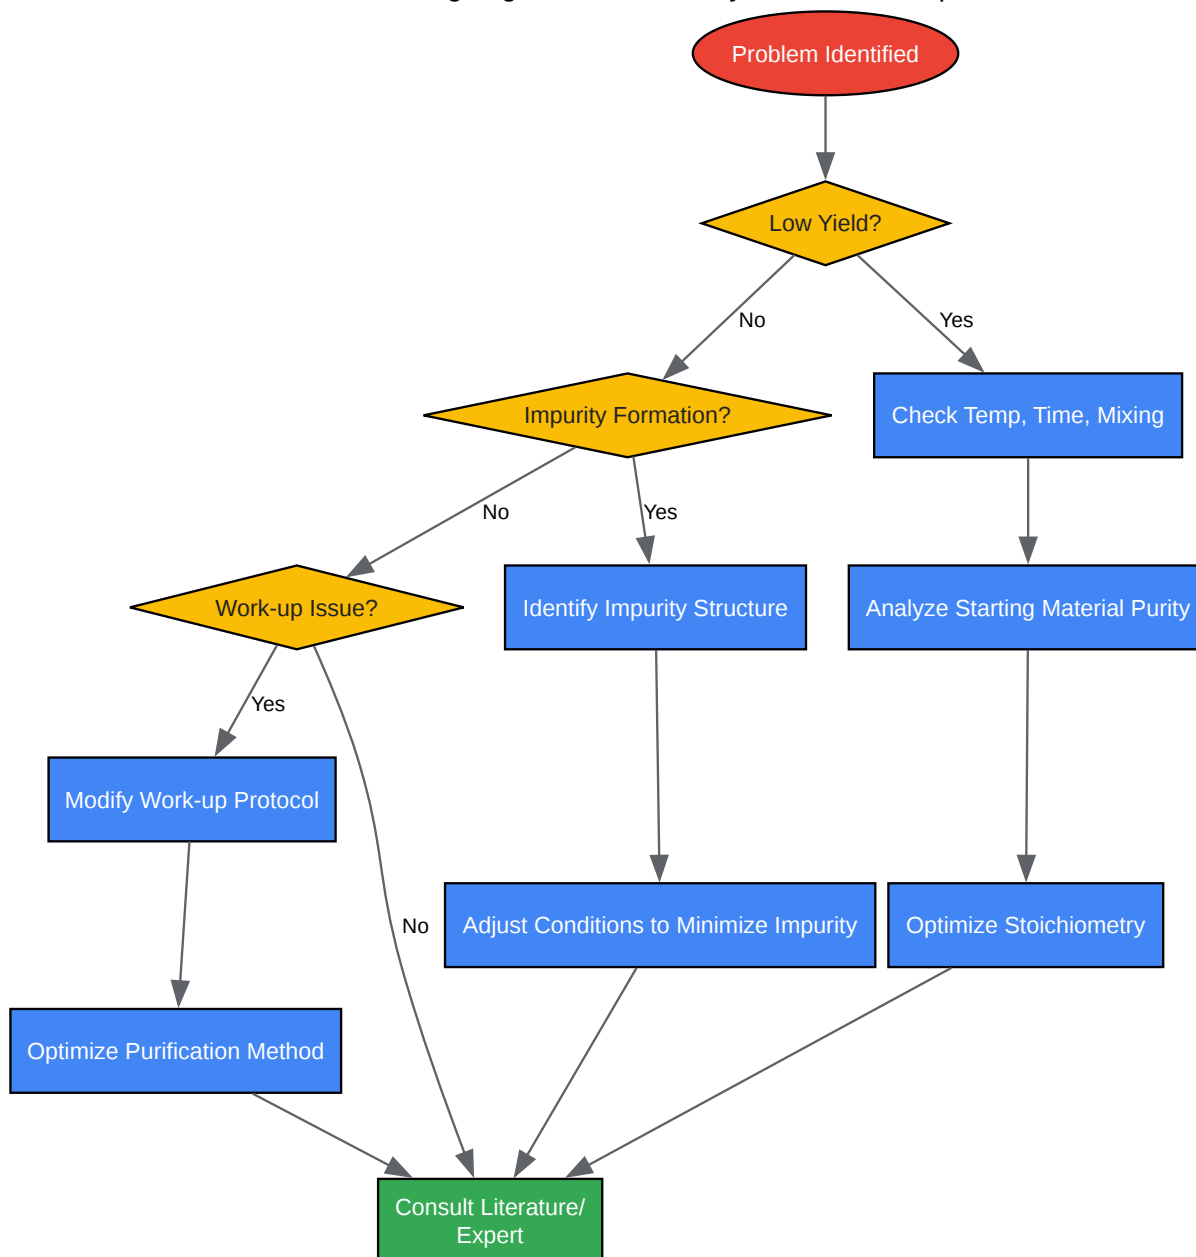 Problem Identified
Low Yield?
No
Yes
Impurity Formation?
Check Temp, Time, Mixing
No
Yes
Work-up Issue?
Identify Impurity Structure
Analyze Starting Material Purity
Yes
Modify Work-up Protocol
No
Adjust Conditions to Minimize Impurity
Optimize Stoichiometry
Optimize Purification Method
Consult Literature/
Expert